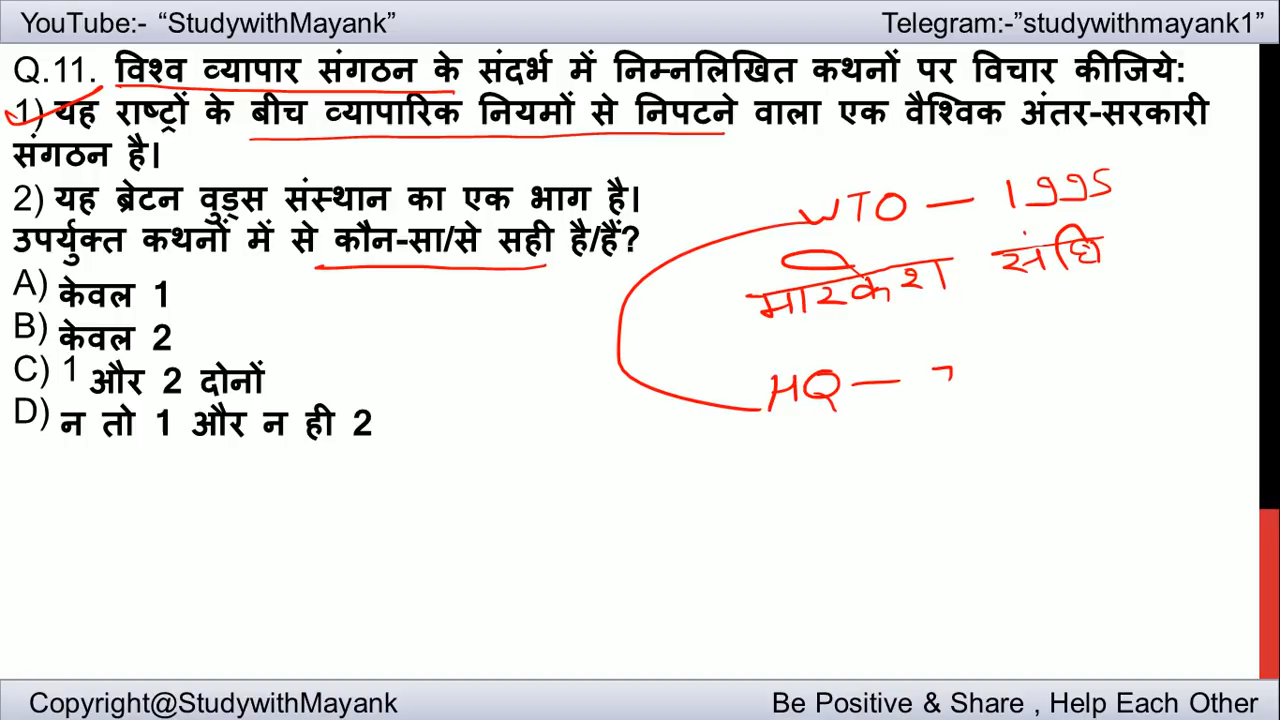 YouTube:- “StudywithMayank”
Telegram:-”studywithmayank1”
Q.11. विश्व व्यापार संगठन के संदर्भ में निम्नलिखित कथनों पर विचार कीजिये:
1) यह राष्ट्रों के बीच व्यापारिक नियमों से निपटने वाला एक वैश्विक अंतर-सरकारी
संगठन है।
2) यह ब्रेटन वुड्स संस्थान का एक भाग है।
उपर्युक्त कथनों में से कौन-सा/से सही है/हैं?
A) केवल 1
B) केवल 2
C) 1 और 2 दोनों
D) न तो 1 और न ही 2
WTO — 1995
मारकेश संधि
HQ —
Copyright@StudywithMayank
Be Positive & Share , Help Each Other